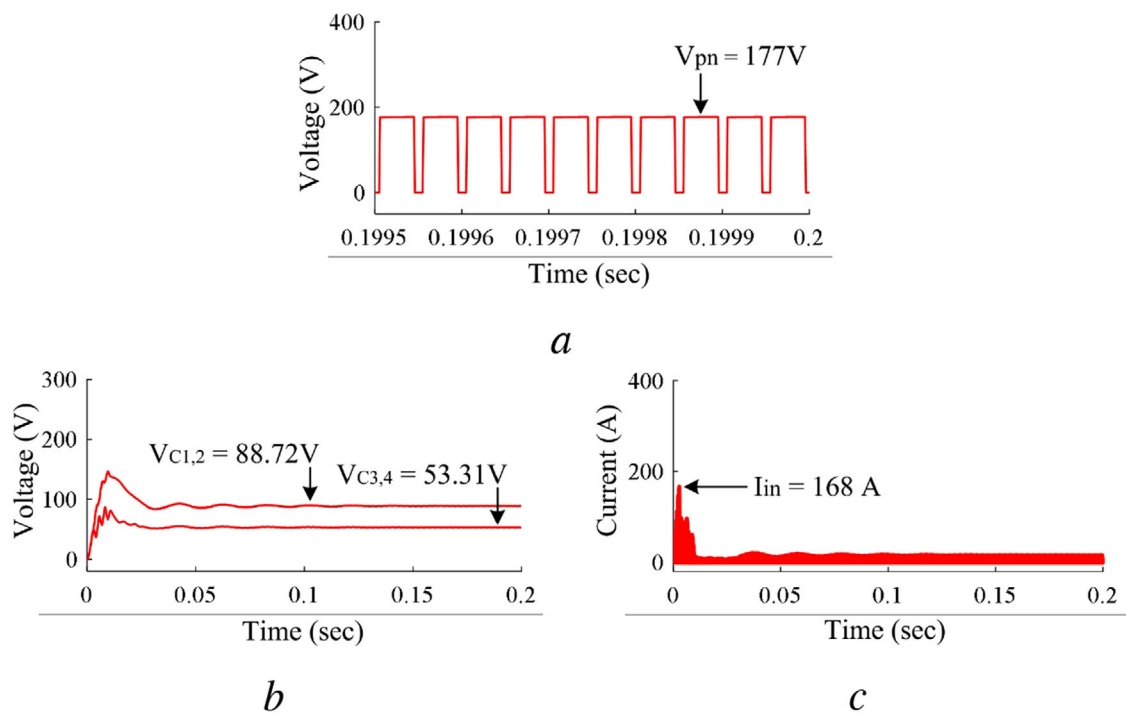 400
Vpn = 177V
Voltage (V)
200
0
0.1995 0.1996 0.1997 0.1998 0.1999 0.2
Time (sec)
a
300
Voltage (V)
200
VC1,2 = 88.72V
VC3,4 = 53.31V
100
0
0 0.05 0.1 0.15 0.2
Time (sec)
b
400
Current (A)
200
Iin = 168 A
0
0 0.05 0.1 0.15 0.2
Time (sec)
c